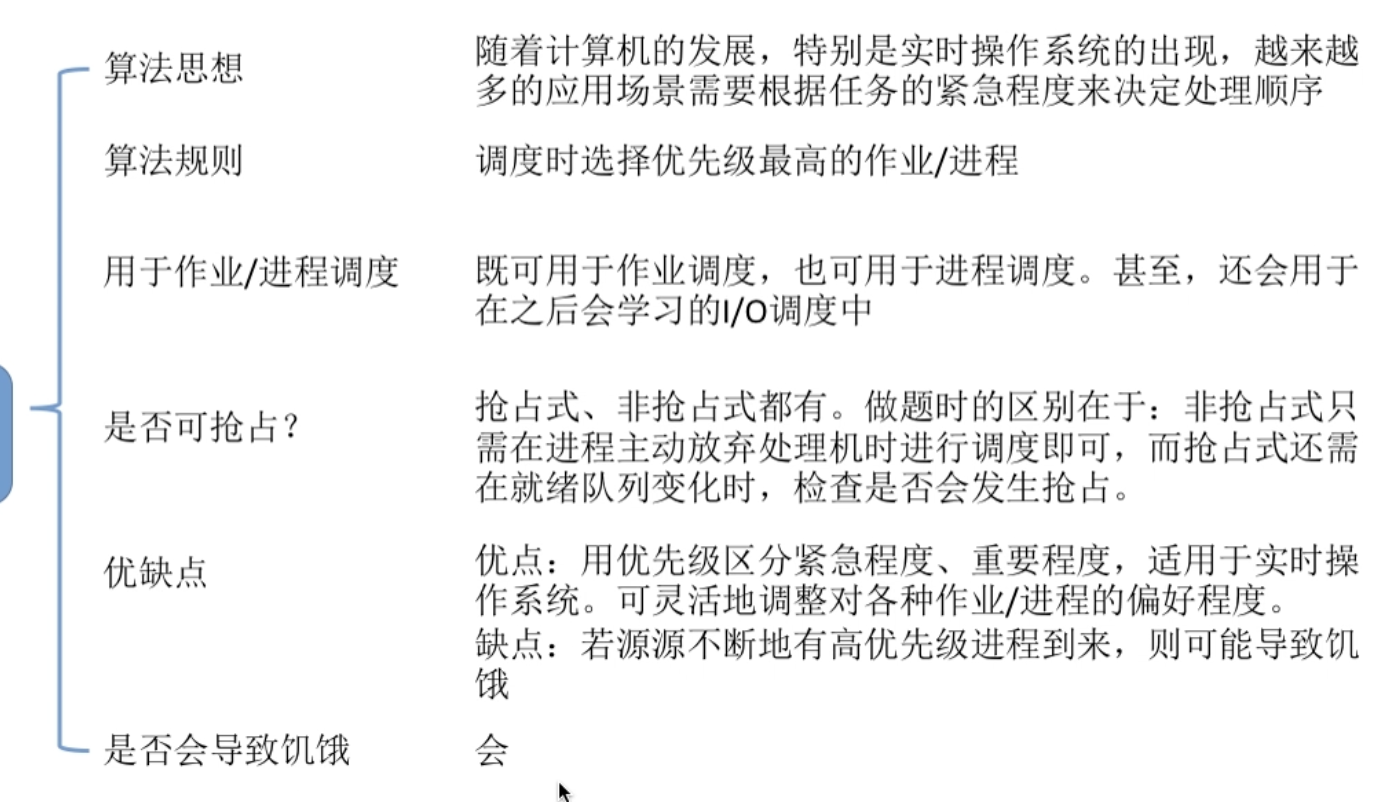 算法思想
随着计算机的发展，特别是实时操作系统的出现，越来越
多的应用场景需要根据任务的紧急程度来决定处理顺序
算法规则
调度时选择优先级最高的作业/进程
用于作业/进程调度
既可用于作业调度，也可用于进程调度。甚至，还会用于
在之后会学习的I/O调度中
是否可抢占？
抢占式、非抢占式都有。做题时的区别在于：非抢占式只
需在进程主动放弃处理机时进行调度即可，而抢占式还需
在就绪队列变化时，检查是否会发生抢占。
优缺点
优点：用优先级区分紧急程度、重要程度，适用于实时操
作系统。可灵活地调整对各种作业/进程的偏好程度。
缺点：若源源不断地有高优先级进程到来，则可能导致饥
饿
是否会导致饥饿
会